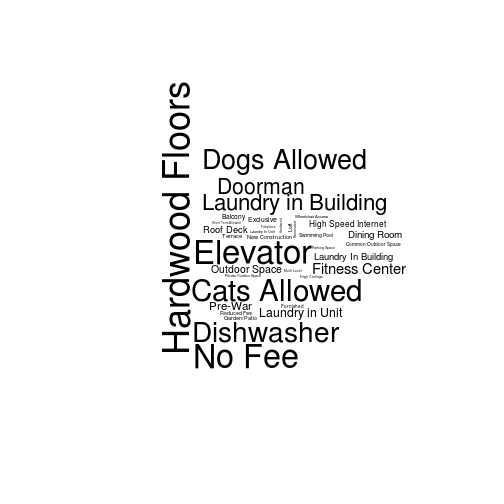 Hardwood Floors
Dogs Allowed
Doorman
Laundry in Building
Balcony
Exclusive
Wheelchair Access
Short Term Allowed
High Speed Internet
Roof Deck
Fireplace
Laundry In Unit
Loft
Terrace
New Construction
Swimming Pool
Dining Room
Common Outdoor Space
Elevator
Parking Space
Laundry In Building
Outdoor Space
Multi-Level
Fitness Center
Private Outdoor Space
High Ceilings
Cats Allowed
Pre-War
Furnished
Reduced Fee
Laundry in Unit
Garden/Patio
Dishwasher
No Fee